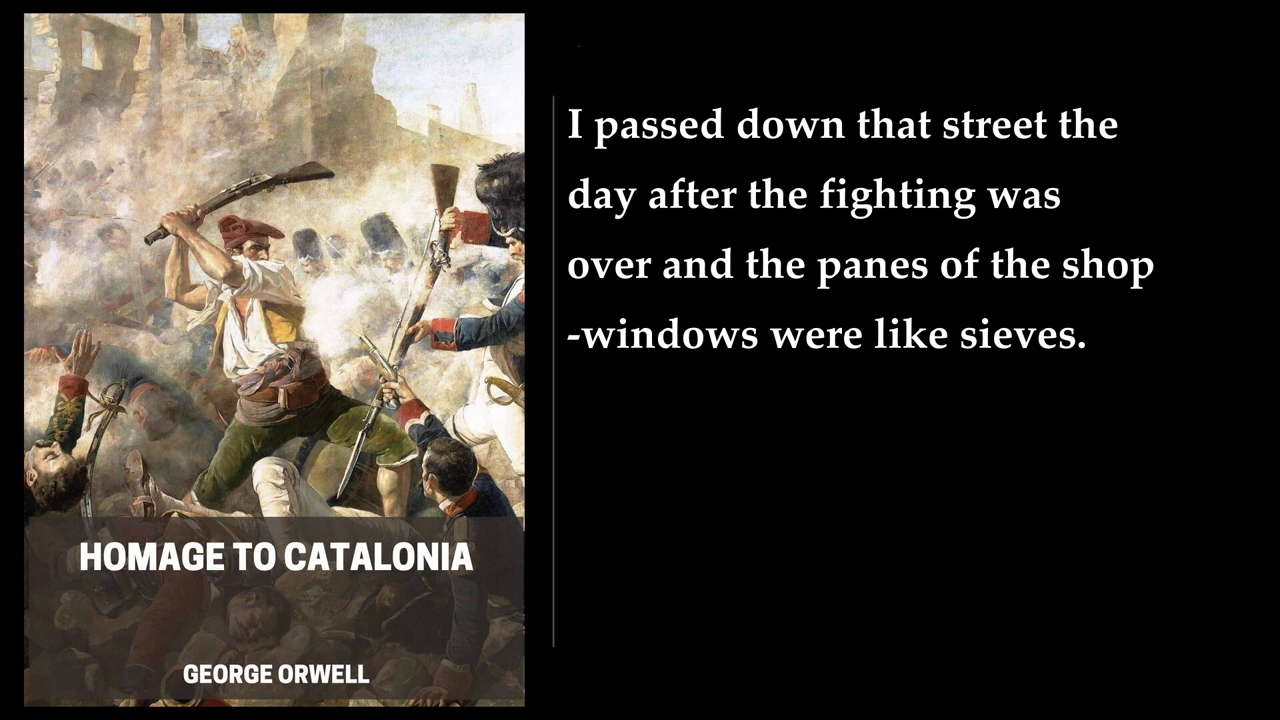 HOMAGE TO CATALONIA
GEORGE ORWELL
I passed down that street the
day after the fighting was
over and the panes of the shop
-windows were like sieves.